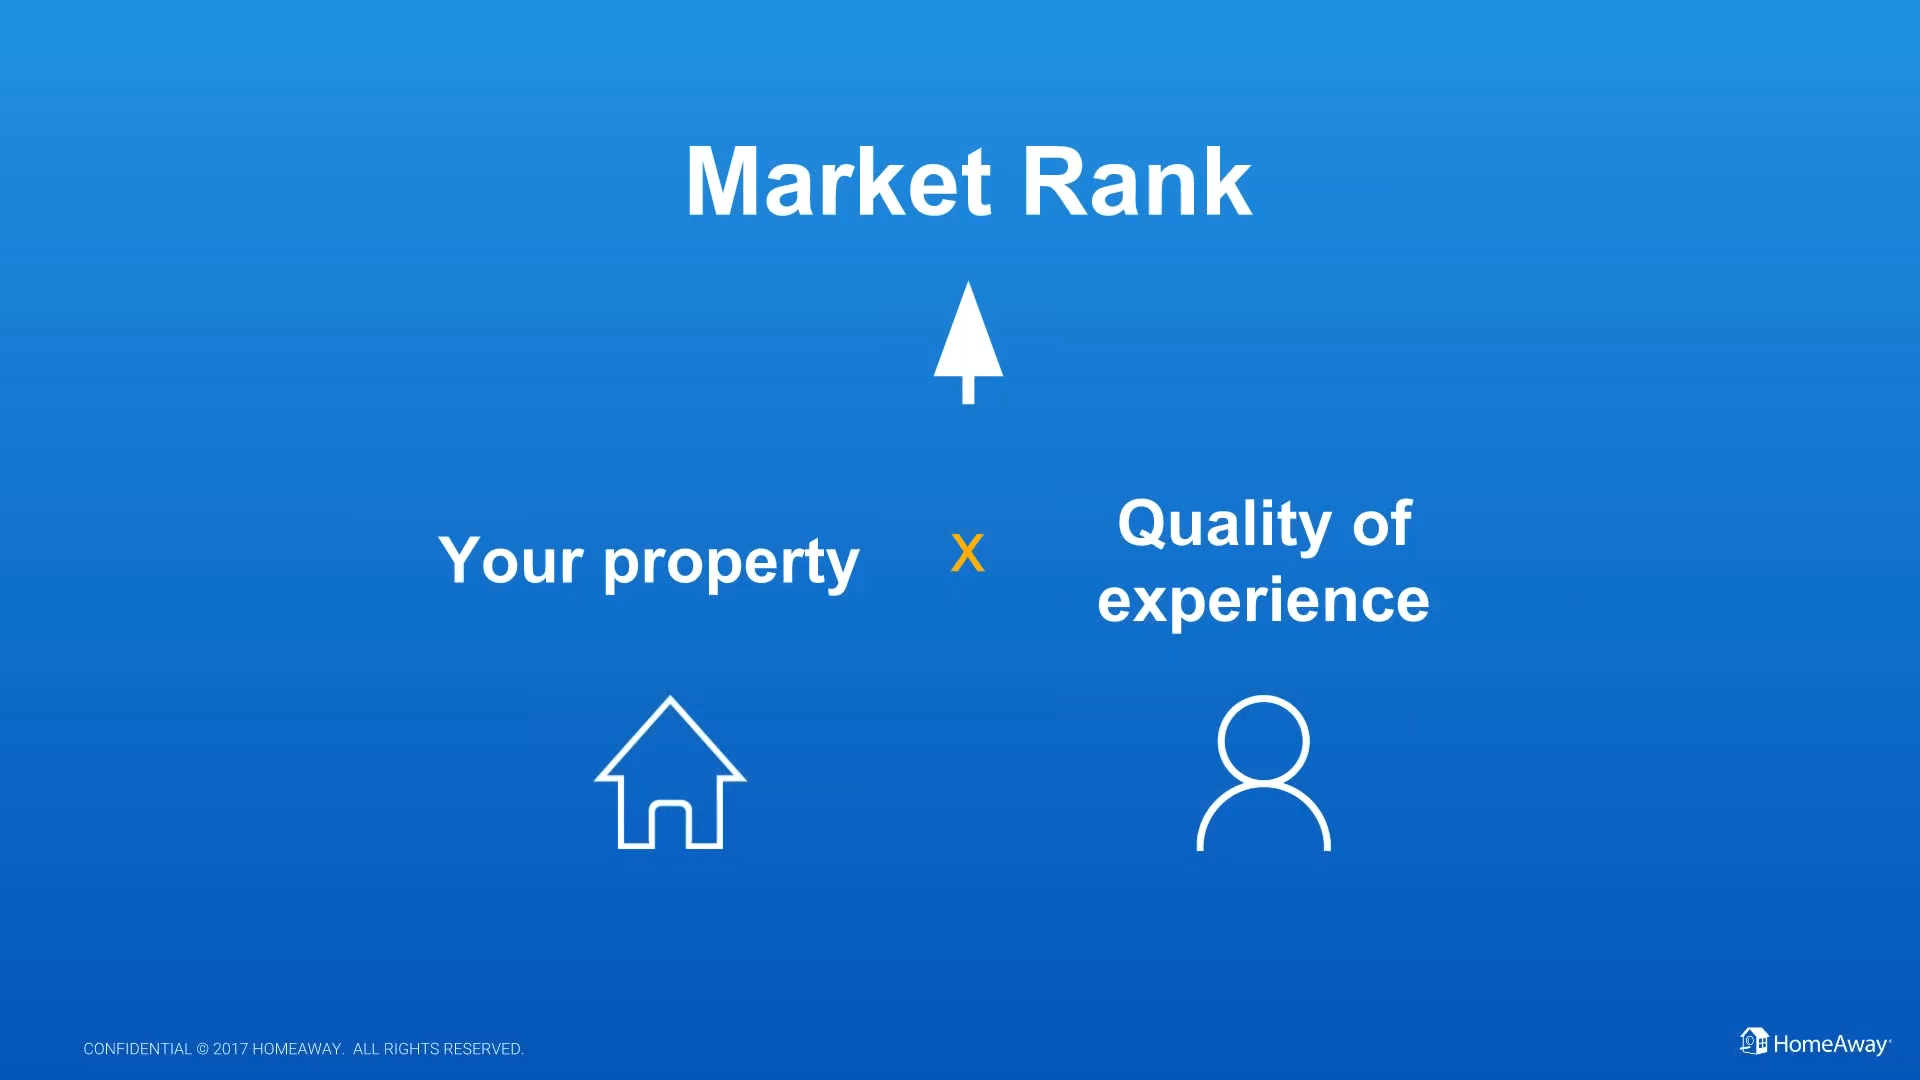 Market Rank
Your property
x
Quality of
experience
CONFIDENTIAL © 2017 HOMEAWAY. ALL RIGHTS RESERVED.
HomeAway